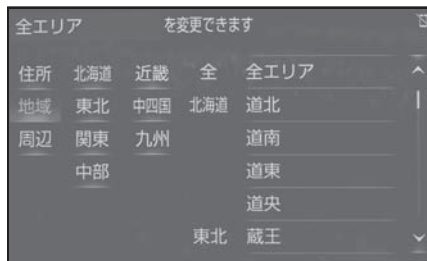 全エリア を変更できます
住所 北海道 近畿 全 全エリア
地域 東北 中四国 北海道 道北
周辺 関東 九州 道南
中部 道東
道央
東北 蔵王